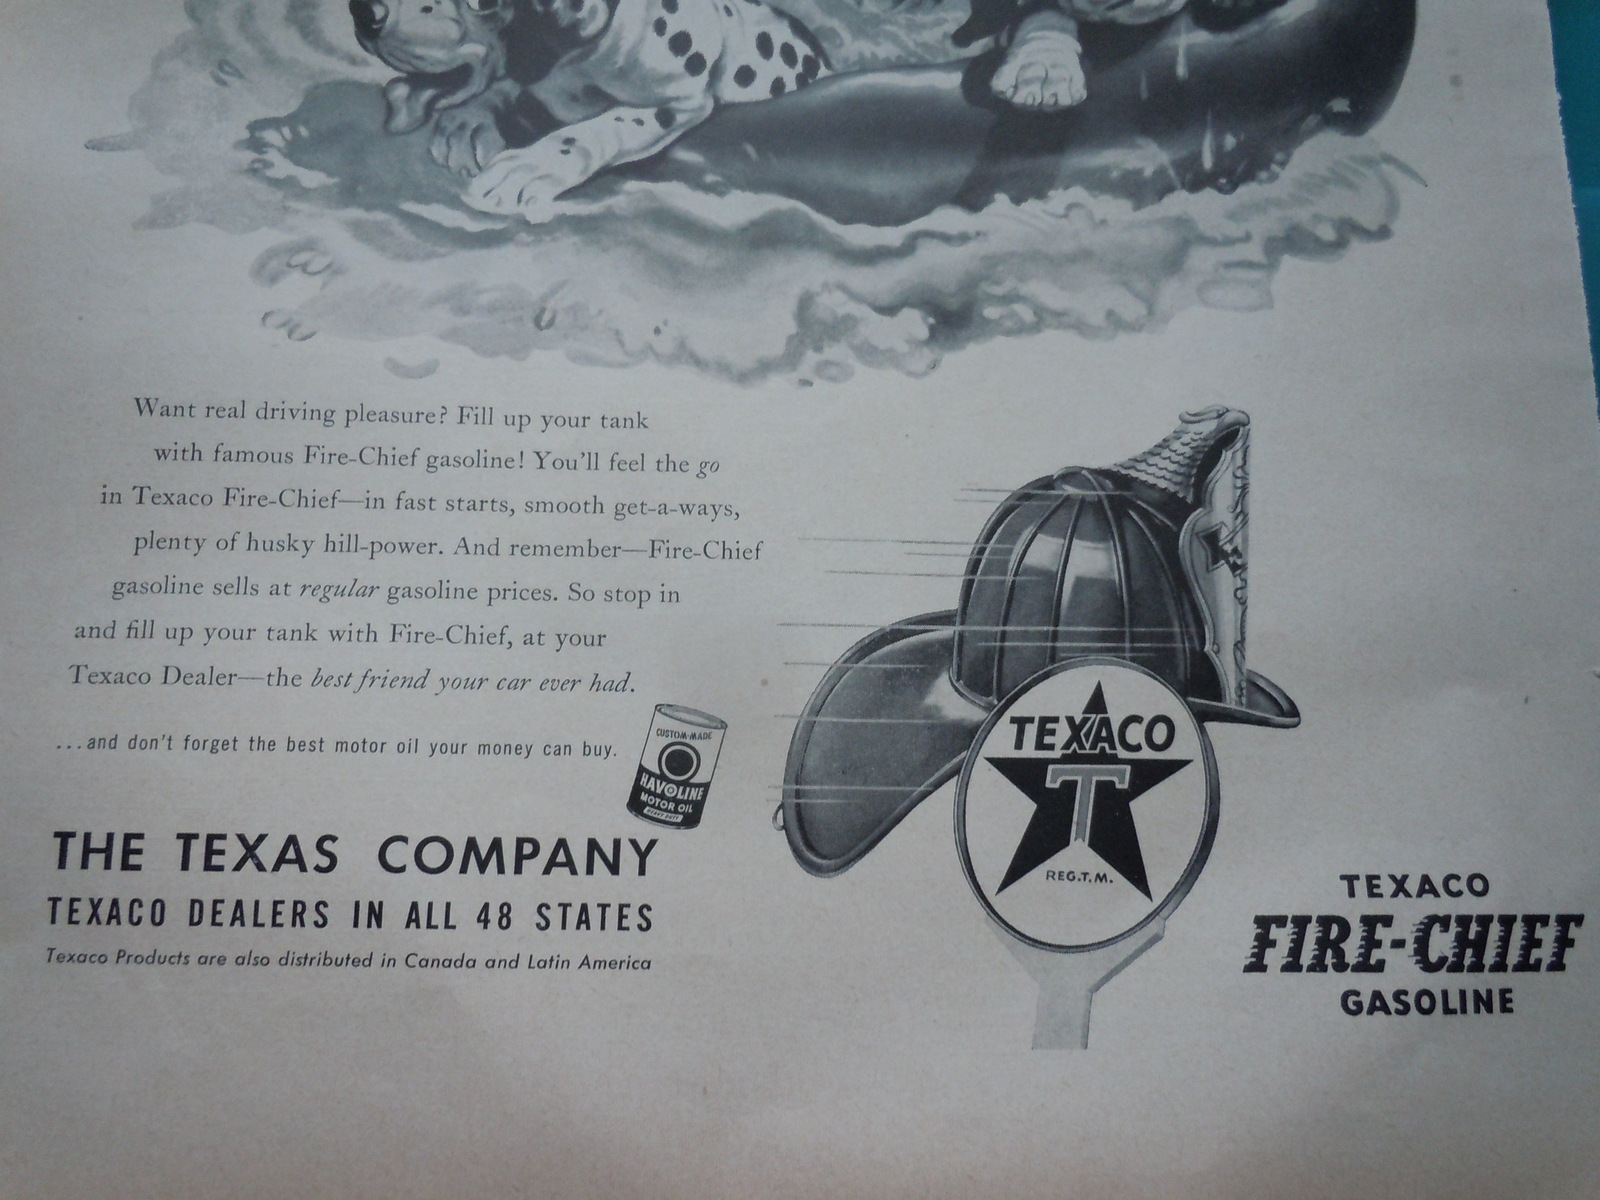 Want real driving pleasure? Fill up your tank
with famous Fire-Chief gasoline! You'll feel the go
in Texaco Fire-Chief—in fast starts, smooth get-a-ways,
plenty of husky hill-power. And remember—Fire-Chief
gasoline sells at regular gasoline prices. So stop in
and fill up your tank with Fire-Chief, at your
Texaco Dealer—the best friend your car ever had.
...and don't forget the best motor oil your money can buy.
CUSTOM-MADE
HAVOLINE
MOTOR OIL
HEAVY DUTY
THE TEXAS COMPANY
TEXACO DEALERS IN ALL 48 STATES
Texaco Products are also distributed in Canada and Latin America
TEXACO
T
REG.T.M.
TEXACO
FIRE-CHIEF
GASOLINE